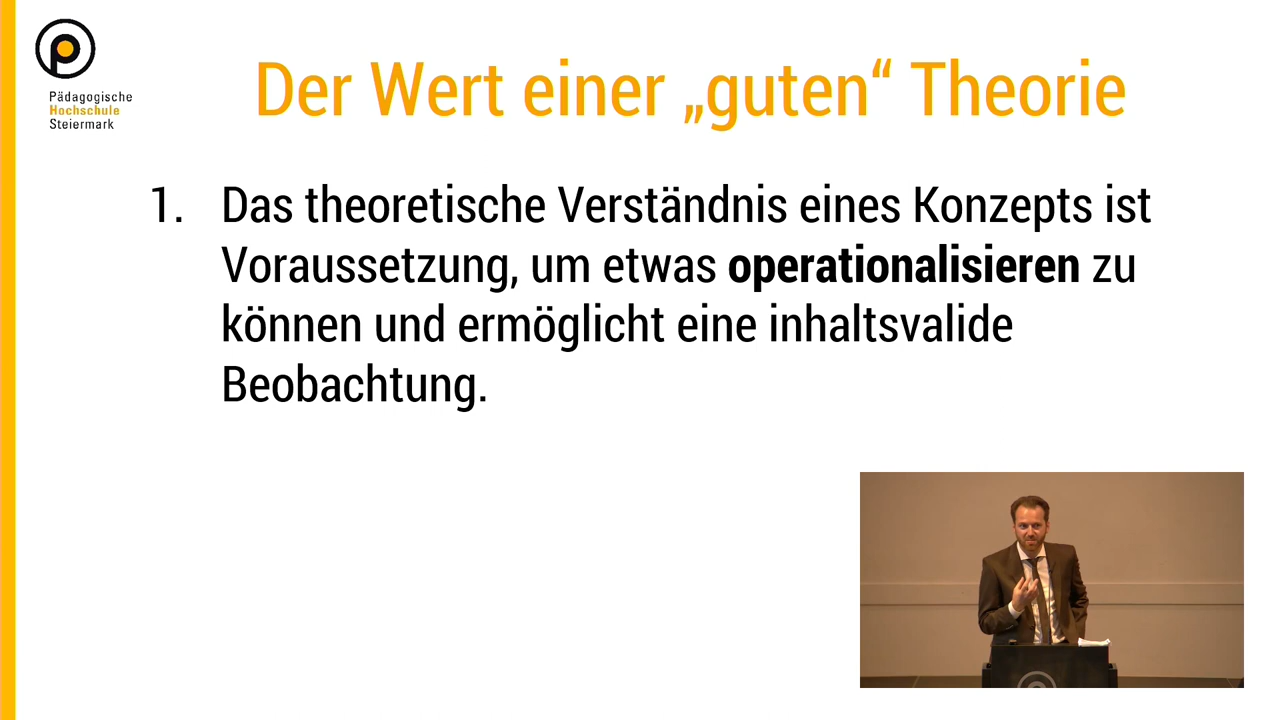 Pädagogische
Hochschule
Steiermark
Der Wert einer „guten“ Theorie
1. Das theoretische Verständnis eines Konzepts ist
Voraussetzung, um etwas operationalisieren zu
können und ermöglicht eine inhaltsvalide
Beobachtung.